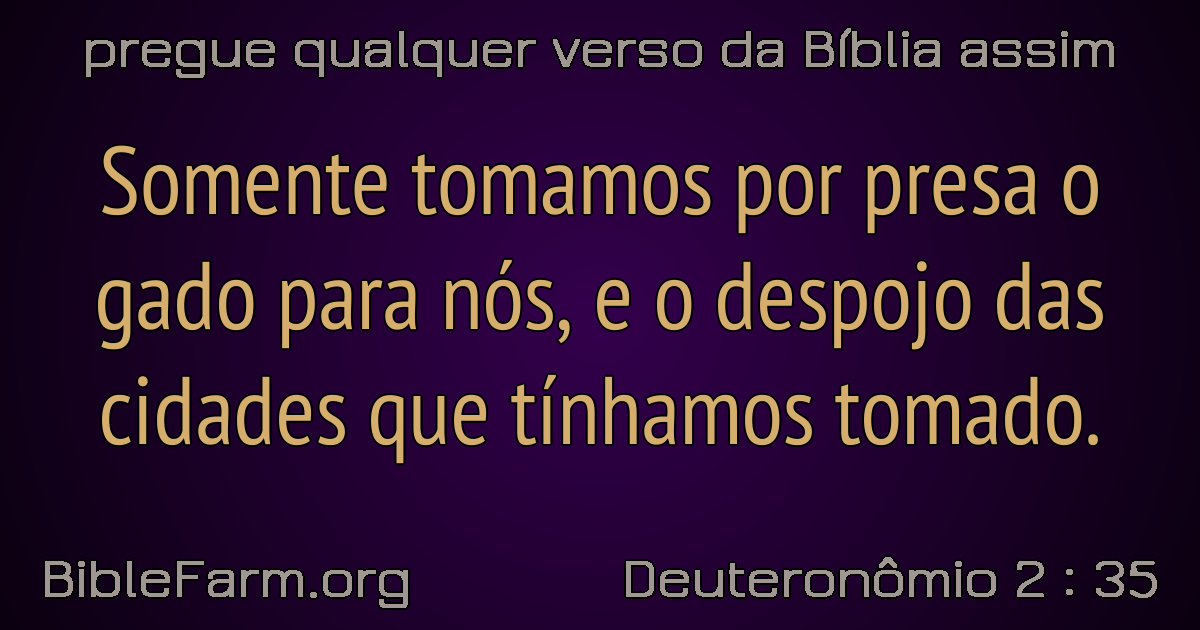 pregue qualquer verso da Bíblia assim
Somente tomamos por presa o
gado para nós, e o despojo das
cidades que tínhamos tomado.
BibleFarm.org
Deuteronômio 2 : 35